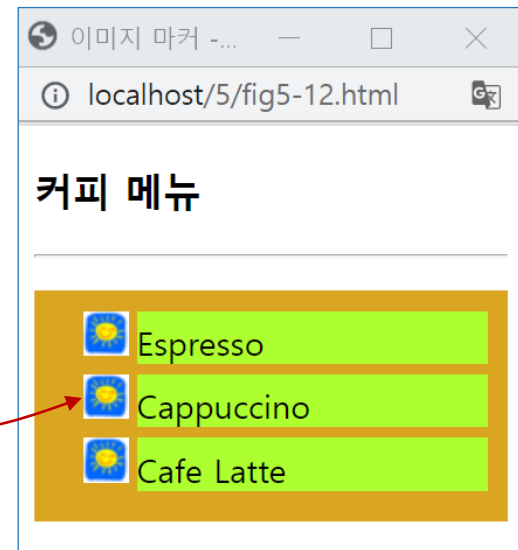 이미지 마커 -...
localhost/5/fig5-12.html
커피 메뉴
Espresso
Cappuccino
Cafe Latte